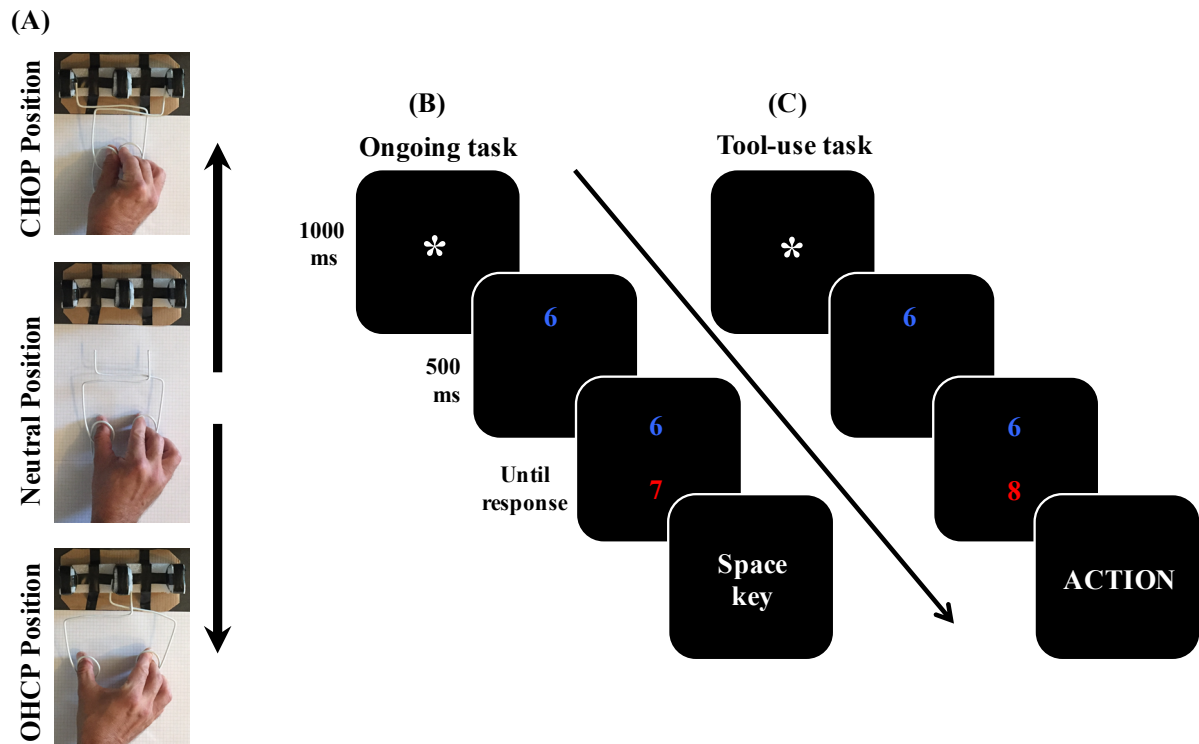 (A)
CHOP Position
Neutral Position
OHCP Position
(B)
Ongoing task
1000
ms
*
6
500
ms
6
7
Until
response
Space
key
(C)
Tool-use task
*
6
6
8
ACTION